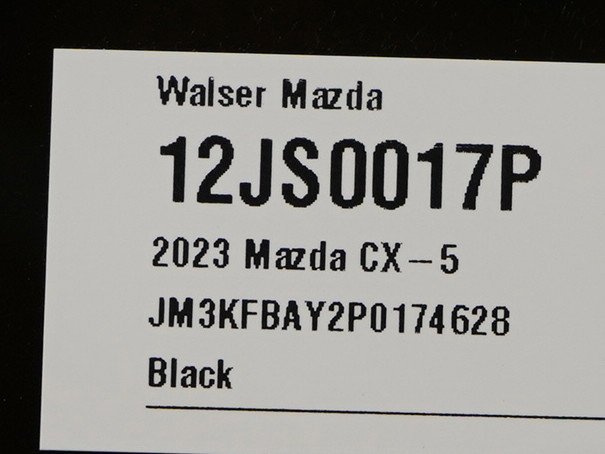 Walser Mazda
12JS0017P
2023 Mazda CX-5
JM3KFBAY2P0174628
Black